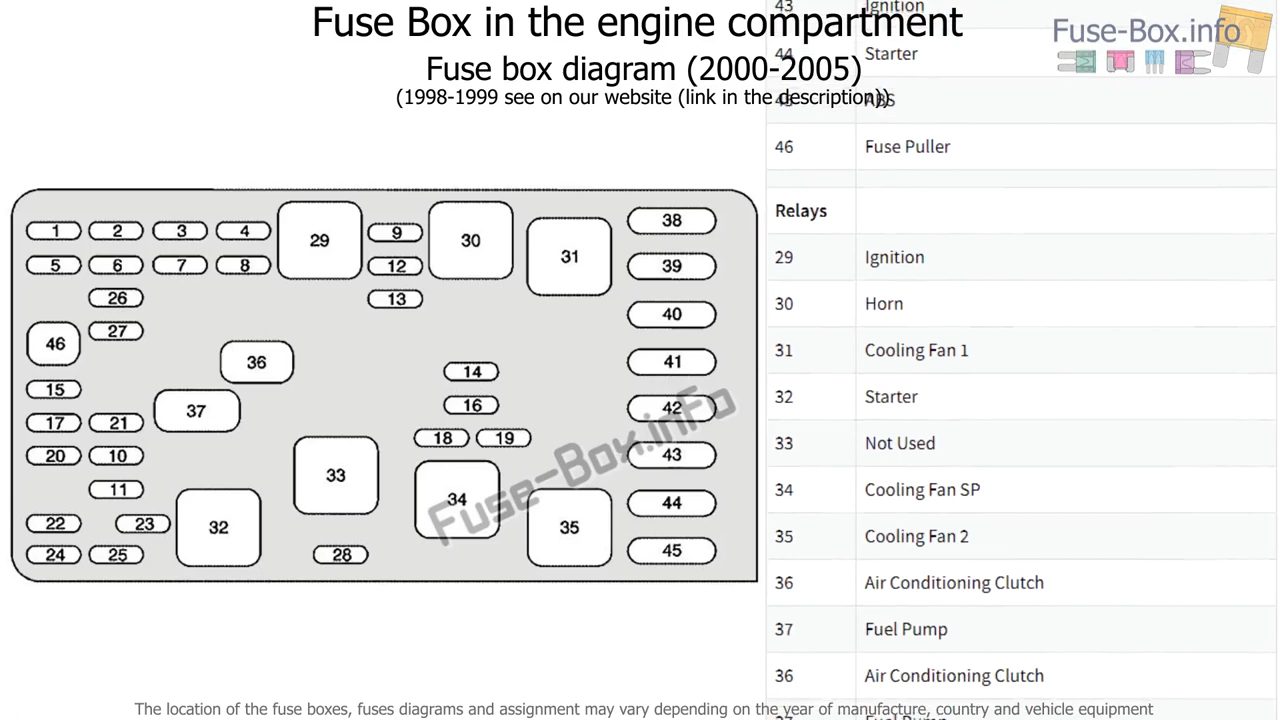 Fuse Box in the engine compartment
Fuse box diagram (2000-2005)
(1998-1999 see on our website (link in the description))
Fuse-Box.info
1 2 3 4 29 9 30 31 38
5 6 7 8 12 39
26 13
27 40
46 36 41
15 37 14 42
17 21 16
20 10 33 18 19 43
11 34 44
22 23 32 35
24 25 28 45
Fuse-Box.info
43 Ignition
44 Starter
45 ABS
46 Fuse Puller
Relays
29 Ignition
30 Horn
31 Cooling Fan 1
32 Starter
33 Not Used
34 Cooling Fan SP
35 Cooling Fan 2
36 Air Conditioning Clutch
37 Fuel Pump
36 Air Conditioning Clutch
37 Fuel Pump
The location of the fuse boxes, fuses diagrams and assignment may vary depending on the year of manufacture, country and vehicle equipment